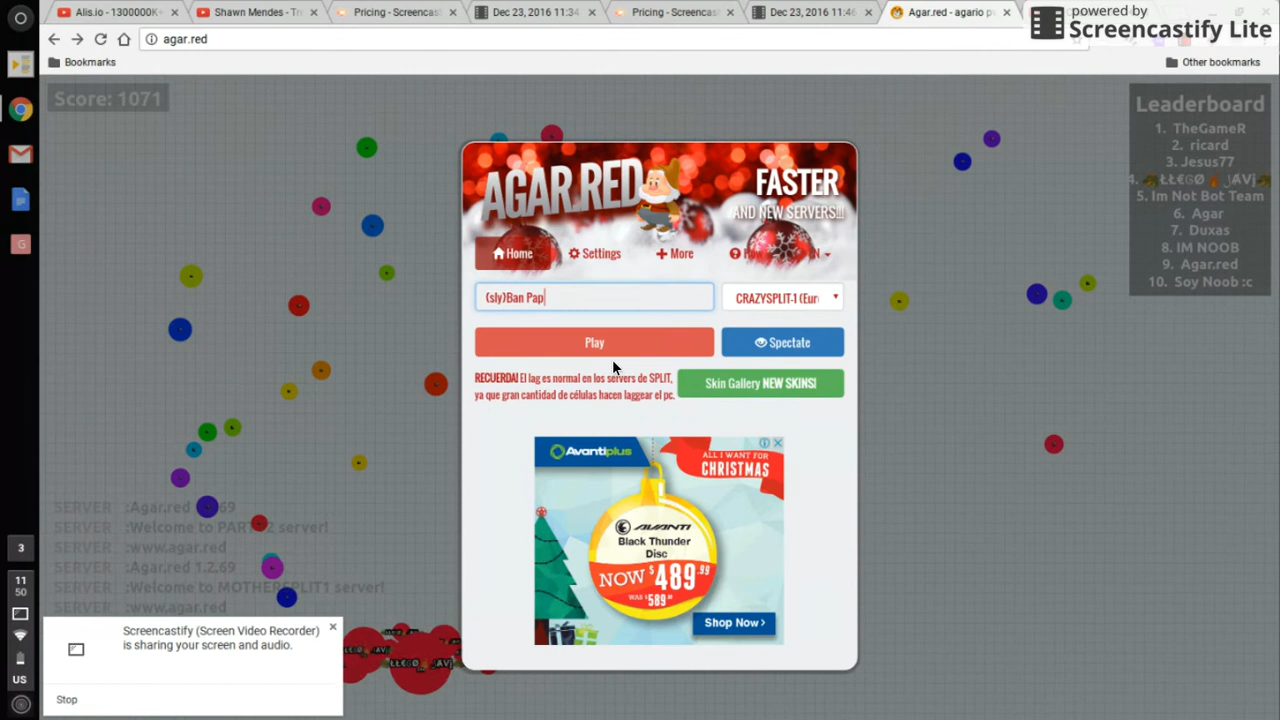 Alis.io - 1300000K+
Shawn Mendes - Tr
Pricing - Screencas
Dec 23, 2016 11:34
Pricing - Screencas
Dec 23, 2016 11:46
Agar.red - agario p
powered by
Screencastify Lite
agar.red
Bookmarks
Other bookmarks
Score: 1071
Leaderboard
1. TheGameR
2. ricard
3. Jesus77
5. Im Not Bot Team
6. Agar
7. Duxas
8. IM NOOB
9. Agar.red
10. Soy Noob :c
AGAR.RED
FASTER
AND NEW SERVERS!!!
Home
Settings
More
(sly)Ban Pap
CRAZYSPLIT-1 (Eur
Play
Spectate
RECUERDA! El lag es normal en los servers de SPLIT,
ya que gran cantidad de células hacen laggear el pc.
Skin Gallery NEW SKINS!
Avantiplus
ALL I WANT FOR
CHRISTMAS
AVANTI
Black Thunder
Disc
NOW $489.99
WAS $589
Shop Now >
SERVER :Agar.red 69
SERVER :Welcome to PAR 2 server!
SERVER :www.agar.red
SERVER :Agar.red 1.2.69
SERVER :Welcome to MOTHERSPLIT1 server!
SERVER :www.agar.red
Screencastify (Screen Video Recorder)
is sharing your screen and audio.
Stop
G
3
11
50
US